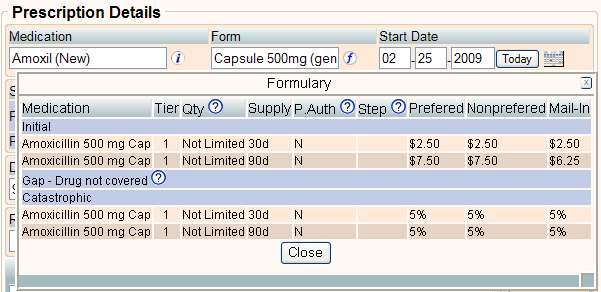 Prescription Details
Medication Form Start Date
Amoxil (New) i Capsule 500mg (gen f 02 - 25 - 2009 Today
Formulary x
Medication Tier Qty ? Supply P.Auth ? Step ? Prefered Nonprefered Mail-In
Initial
Amoxicillin 500 mg Cap 1 Not Limited 30d N $2.50 $2.50 $2.50
Amoxicillin 500 mg Cap 1 Not Limited 90d N $7.50 $7.50 $6.25
Gap - Drug not covered ?
Catastrophic
Amoxicillin 500 mg Cap 1 Not Limited 30d N 5% 5% 5%
Amoxicillin 500 mg Cap 1 Not Limited 90d N 5% 5% 5%
Close